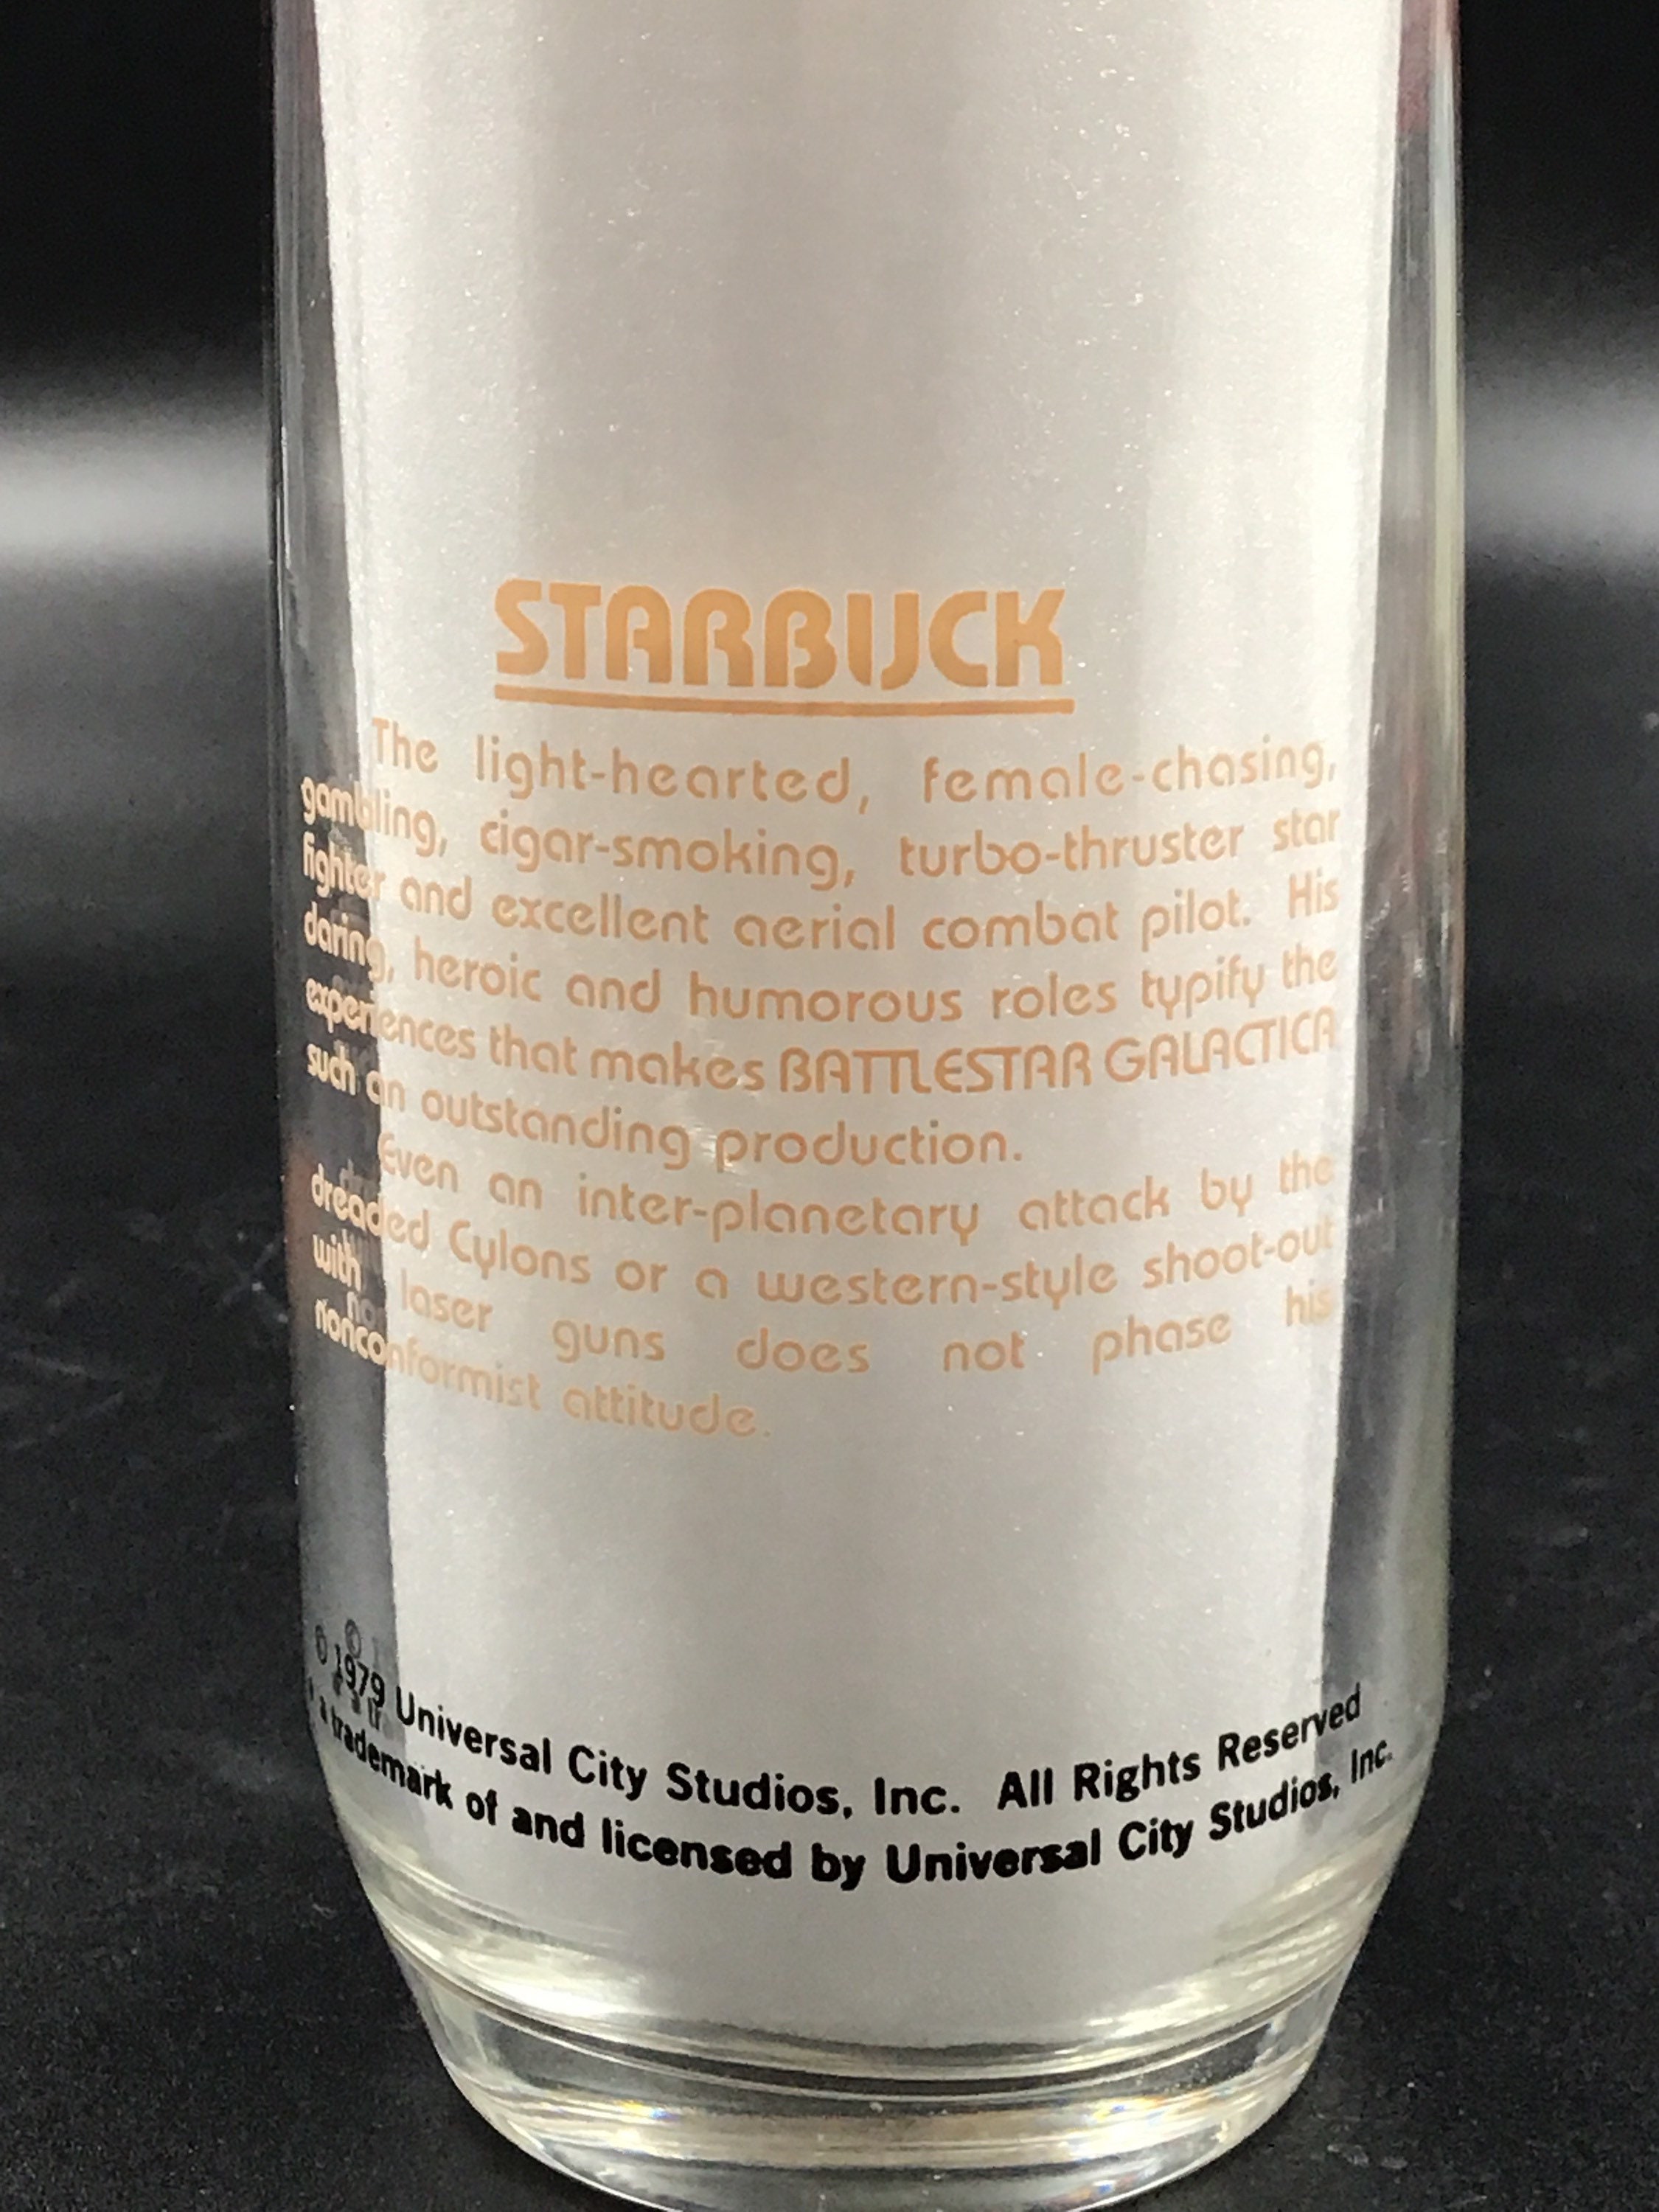 STARBUCK
The light-hearted, female-chasing,
gambling, cigar-smoking, turbo-thruster star
fighter and excellent aerial combat pilot. His
daring, heroic and humorous roles typify the
experiences that makes BATTLESTAR GALACTICA
such an outstanding production.
Even an inter-planetary attack by the
dreaded Cylons or a western-style shoot-out
with laser guns does not phase his
nonconformist attitude.
© 1979 Universal City Studios, Inc. All Rights Reserved
a trademark of and licensed by Universal City Studios, Inc.